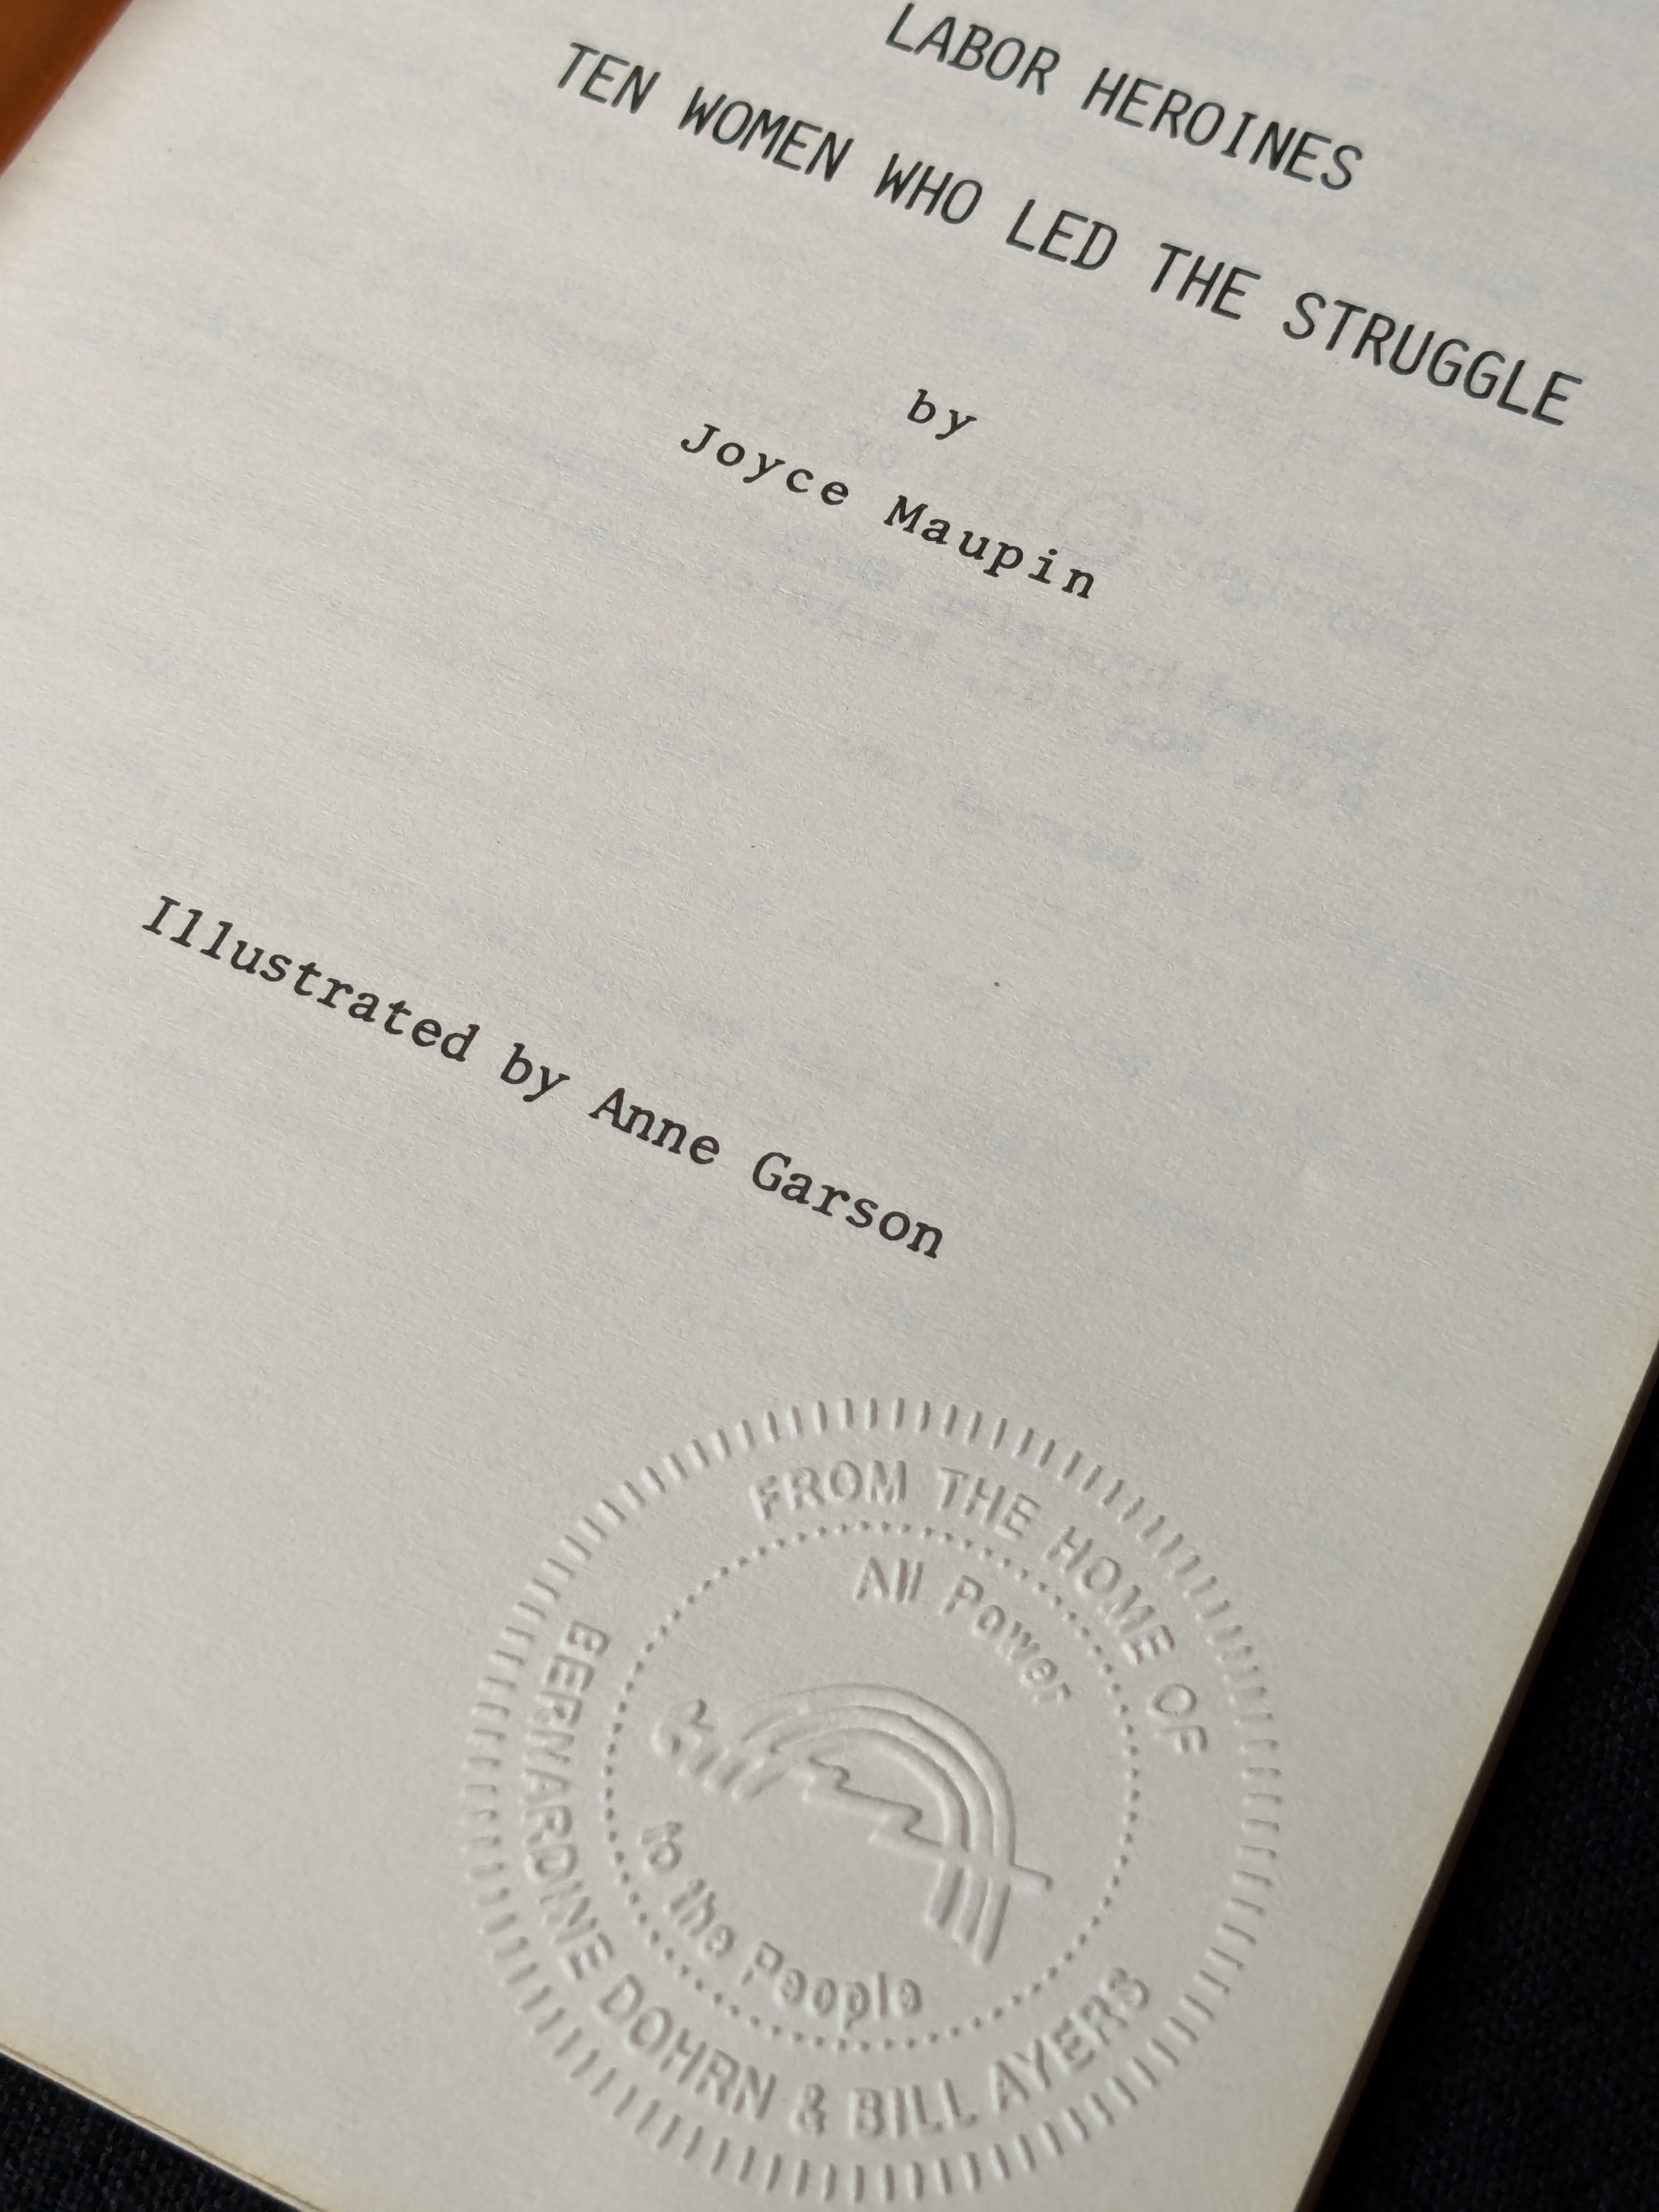 LABOR HEROINES
TEN WOMEN WHO LED THE STRUGGLE
by
Joyce Maupin
Illustrated by Anne Garson
FROM THE HOME OF
All Power
to the People
BERNARDINE DOHRN & BILL AYERS